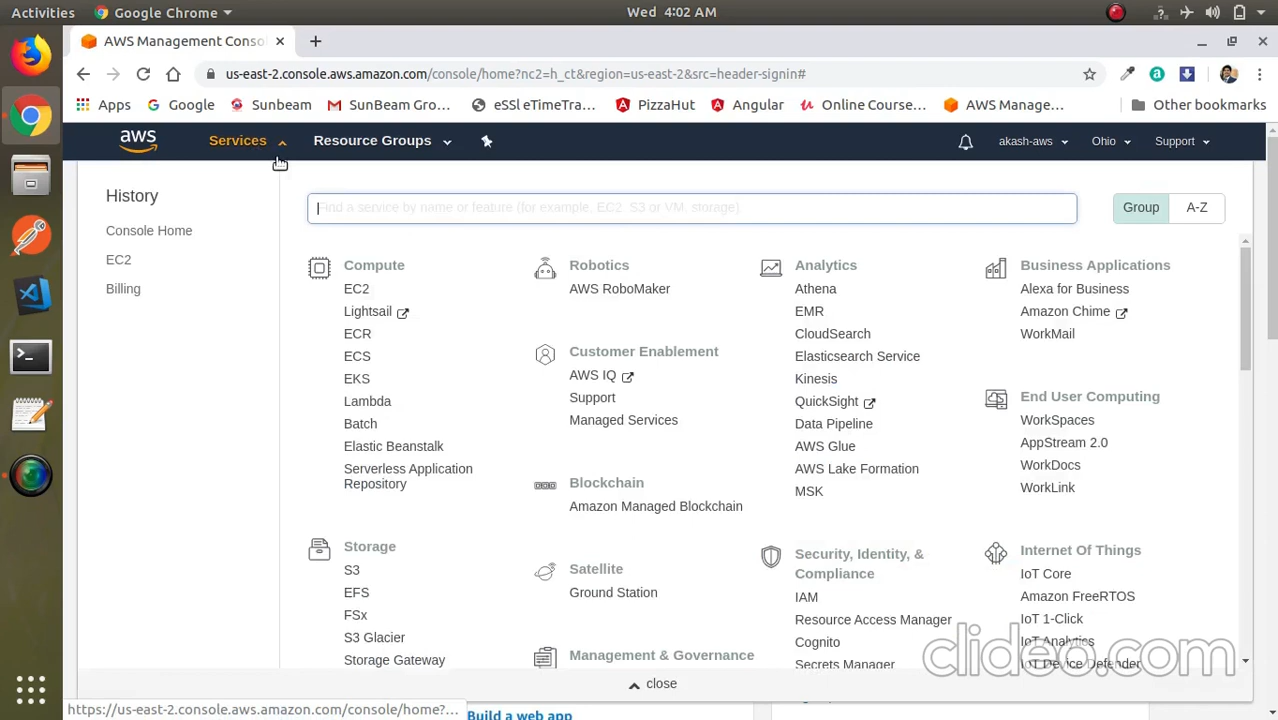 Activities
Google Chrome
Wed 4:02 AM
AWS Management Conso
us-east-2.console.aws.amazon.com/console/home?nc2=h_ct&region=us-east-2&src=header-signin#
Apps
Google
Sunbeam
SunBeam Gro...
eSSl eTimeTra...
PizzaHut
Angular
Online Course...
AWS Manage...
Other bookmarks
aws
Services
Resource Groups
akash-aws
Ohio
Support
History
Console Home
EC2
Billing
Find a service by name or feature (for example, EC2, S3 or VM, storage)
Group
A-Z
Compute
EC2
Lightsail
ECR
ECS
EKS
Lambda
Batch
Elastic Beanstalk
Serverless Application
Repository
Storage
S3
EFS
FSx
S3 Glacier
Storage Gateway
Robotics
AWS RoboMaker
Customer Enablement
AWS IQ
Support
Managed Services
Blockchain
Amazon Managed Blockchain
Satellite
Ground Station
Management & Governance
Analytics
Athena
EMR
CloudSearch
Elasticsearch Service
Kinesis
QuickSight
Data Pipeline
AWS Glue
AWS Lake Formation
MSK
Security, Identity, &
Compliance
IAM
Resource Access Manager
Cognito
Secrets Manager
Business Applications
Alexa for Business
Amazon Chime
WorkMail
End User Computing
WorkSpaces
AppStream 2.0
WorkDocs
WorkLink
Internet Of Things
IoT Core
Amazon FreeRTOS
IoT 1-Click
IoT Analytics
IoT Device Defender
clideo.com
close
https://us-east-2.console.aws.amazon.com/console/home?...
Build a web app